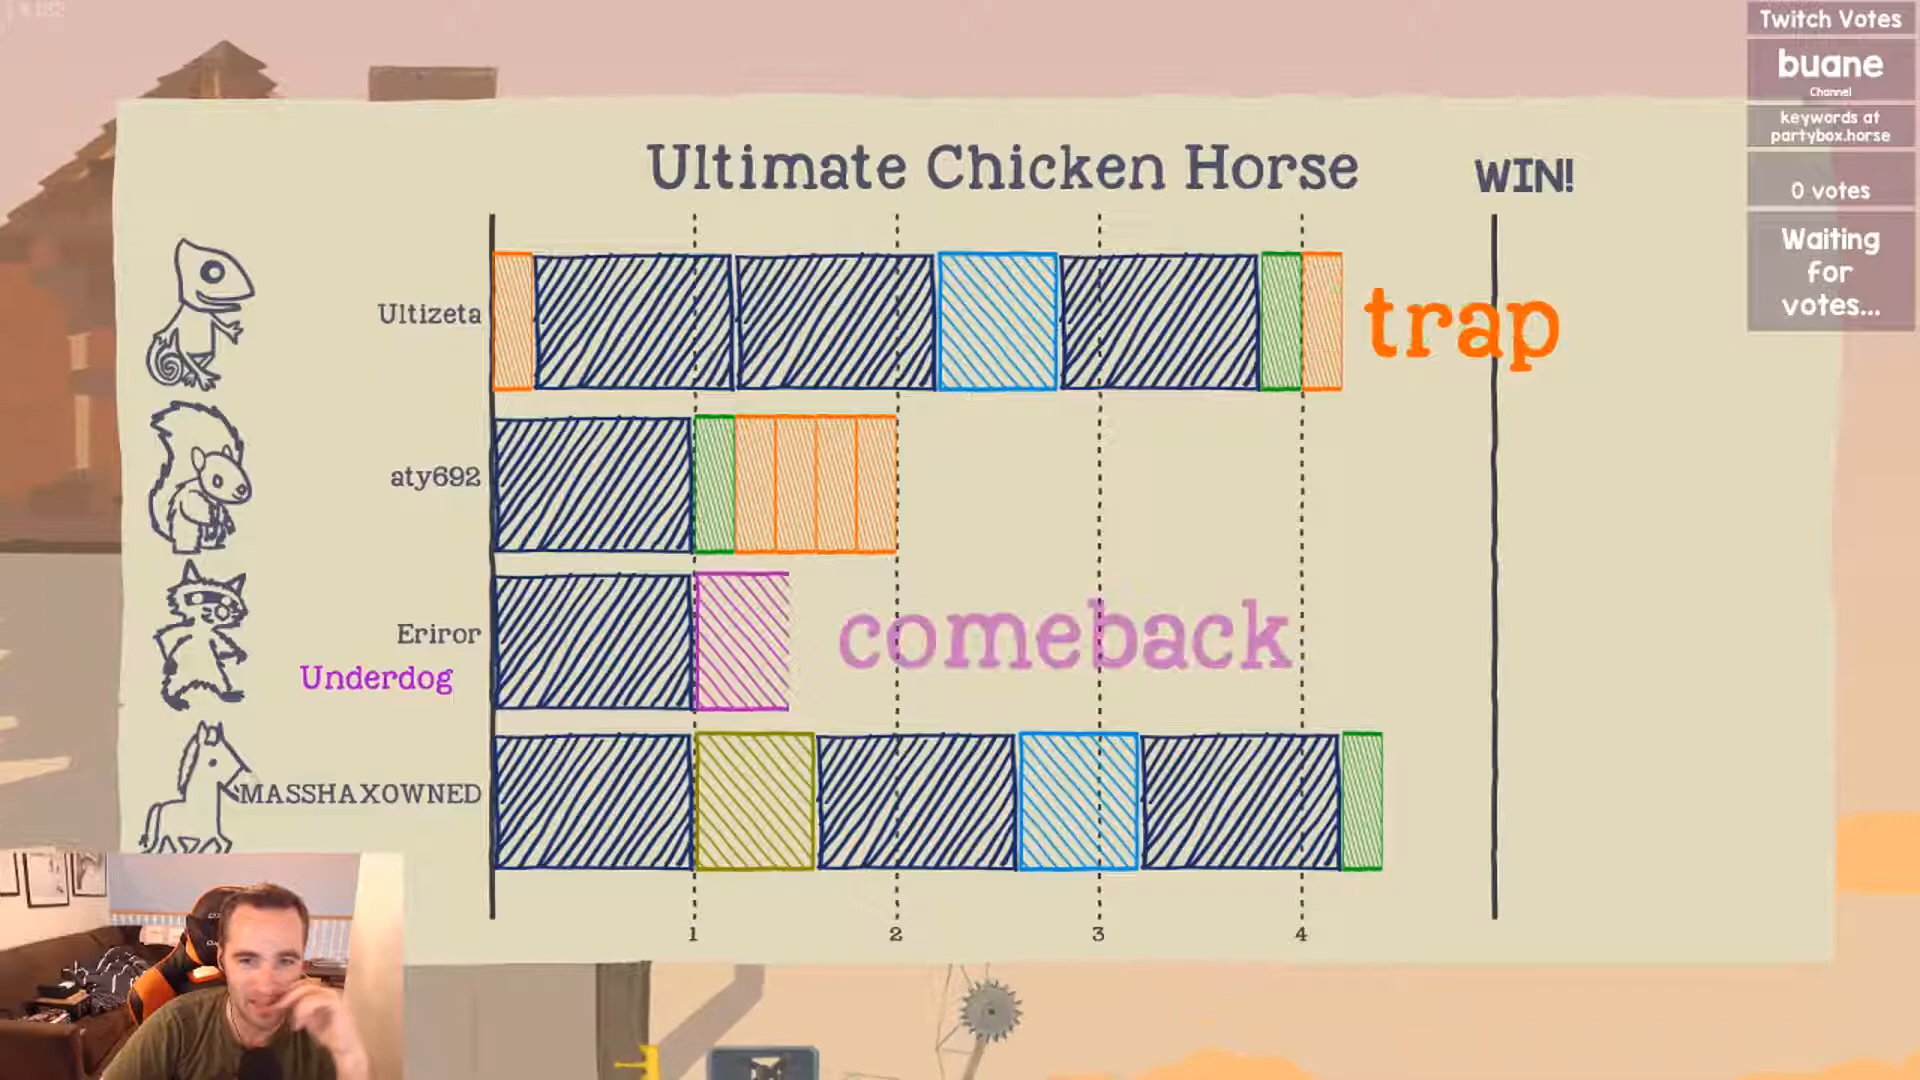 Twitch Votes
buane
Channel
keywords at
partybox.horse
0 votes
Waiting
for
votes...
Ultimate Chicken Horse
WIN!
Ultizeta
trap
aty692
Eriror
Underdog
comeback
MASSHAXOWNED
1 2 3 4